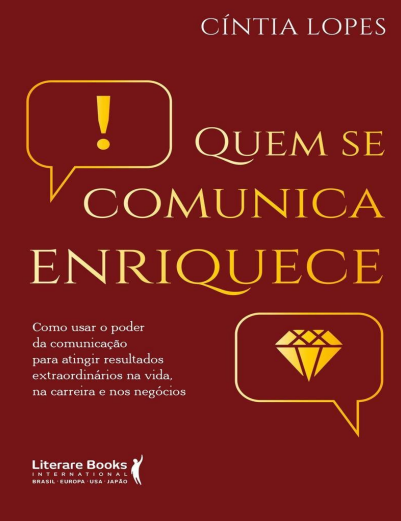 CÍNTIA LOPES
!
QUEM SE
COMUNICA
ENRIQUECE
Como usar o poder
da comunicação
para atingir resultados
extraordinários na vida,
na carreira e nos negócios
Literare Books
INTERNATIONAL
BRASIL · EUROPA · USA · JAPÃO